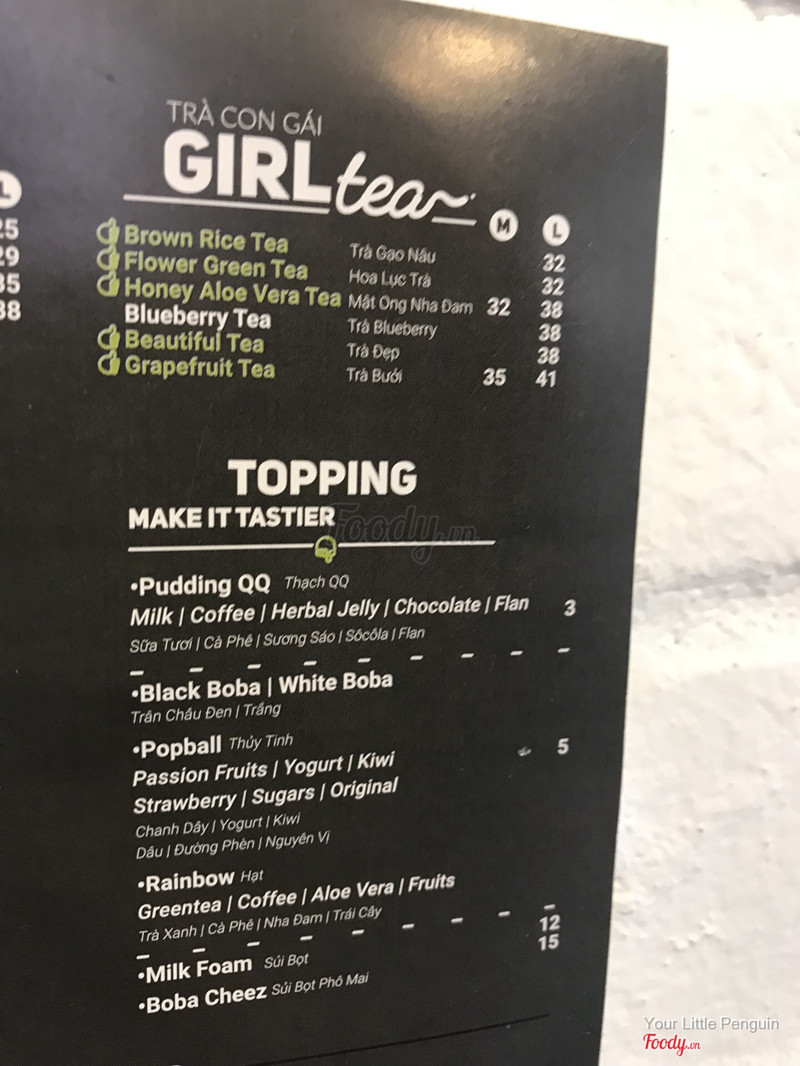 L
25
29
35
38
TRÀ CON GÁI
GIRL tea
M L
Brown Rice Tea Trà Gạo Nâu 32
Flower Green Tea Hoa Lục Trà 32
Honey Aloe Vera Tea Mật Ong Nha Đam 32 38
Blueberry Tea Trà Blueberry 38
Beautiful Tea Trà Đẹp 38
Grapefruit Tea Trà Bưởi 35 41
TOPPING
MAKE IT TASTIER
Foody.vn
•Pudding QQ Thạch QQ
Milk | Coffee | Herbal Jelly | Chocolate | Flan 3
Sữa Tươi | Cà Phê | Sương Sáo | Sôcôla | Flan
•Black Boba | White Boba
Trân Châu Đen | Trắng
•Popball Thủy Tinh 5
Passion Fruits | Yogurt | Kiwi
Strawberry | Sugars | Original
Chanh Dây | Yogurt | Kiwi
Dâu | Đường Phèn | Nguyên Vị
•Rainbow Hạt
Greentea | Coffee | Aloe Vera | Fruits
Trà Xanh | Cà Phê | Nha Đam | Trái Cây
•Milk Foam Sủi Bọt 12
•Boba Cheez Sủi Bọt Phô Mai 15
Your Little Penguin
Foody.vn